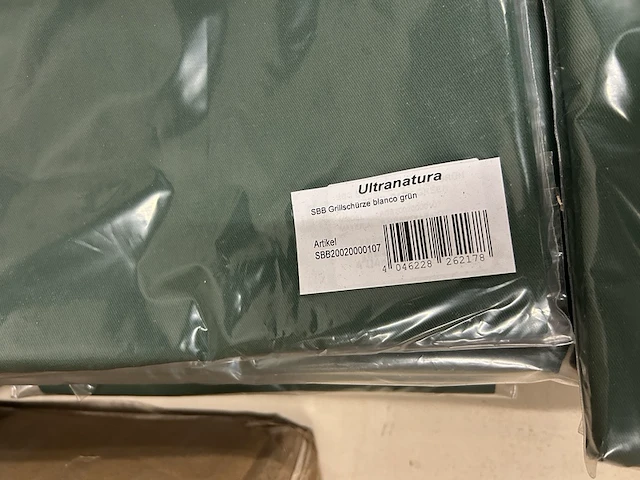 Ultranatura
SBB Grillschürze blanco grün
Artikel
SBB20020000107
4 046228 262178